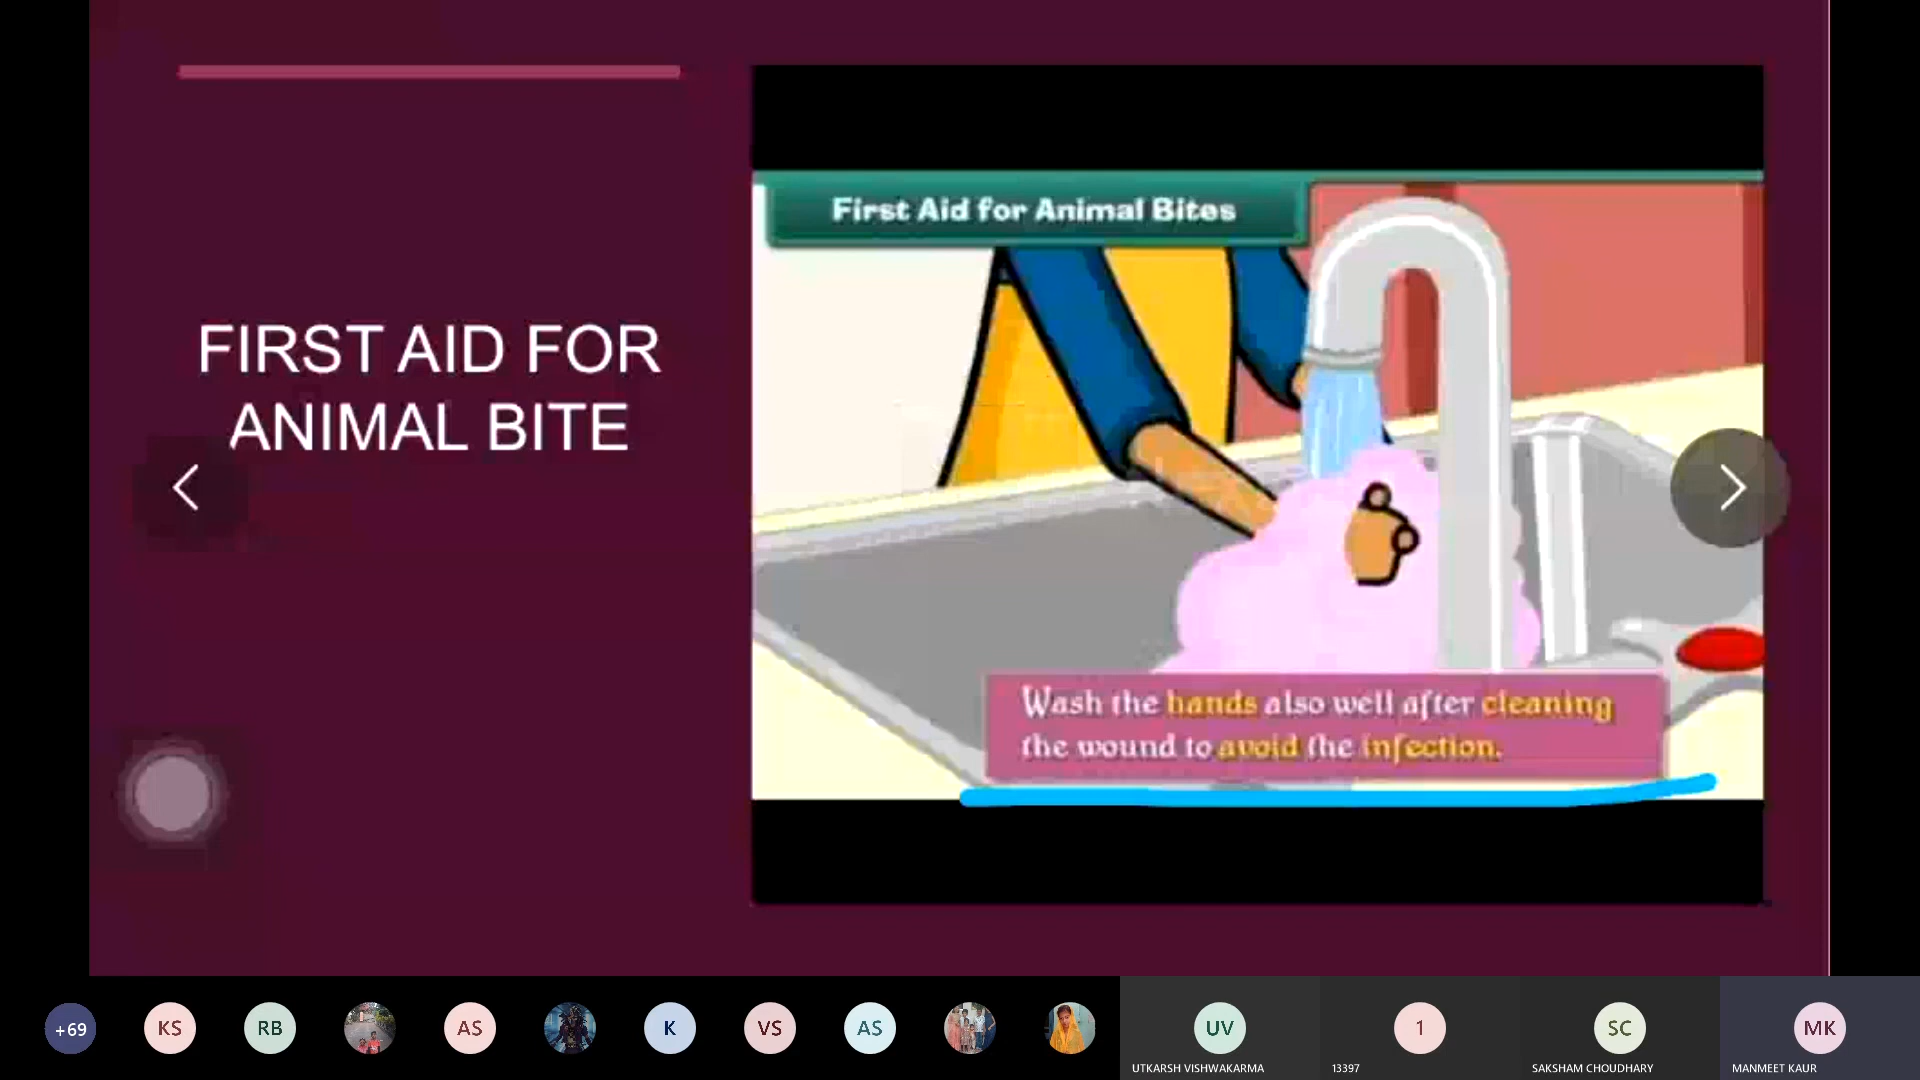 FIRST AID FOR
ANIMAL BITE
First Aid for Animal Bites
Wash the hands also well after cleaning
the wound to avoid the infection.
+69
KS
RB
AS
K
VS
AS
UV
1
SC
MK
UTKARSH VISHWAKARMA
13397
SAKSHAM CHOUDHARY
MANMEET KAUR